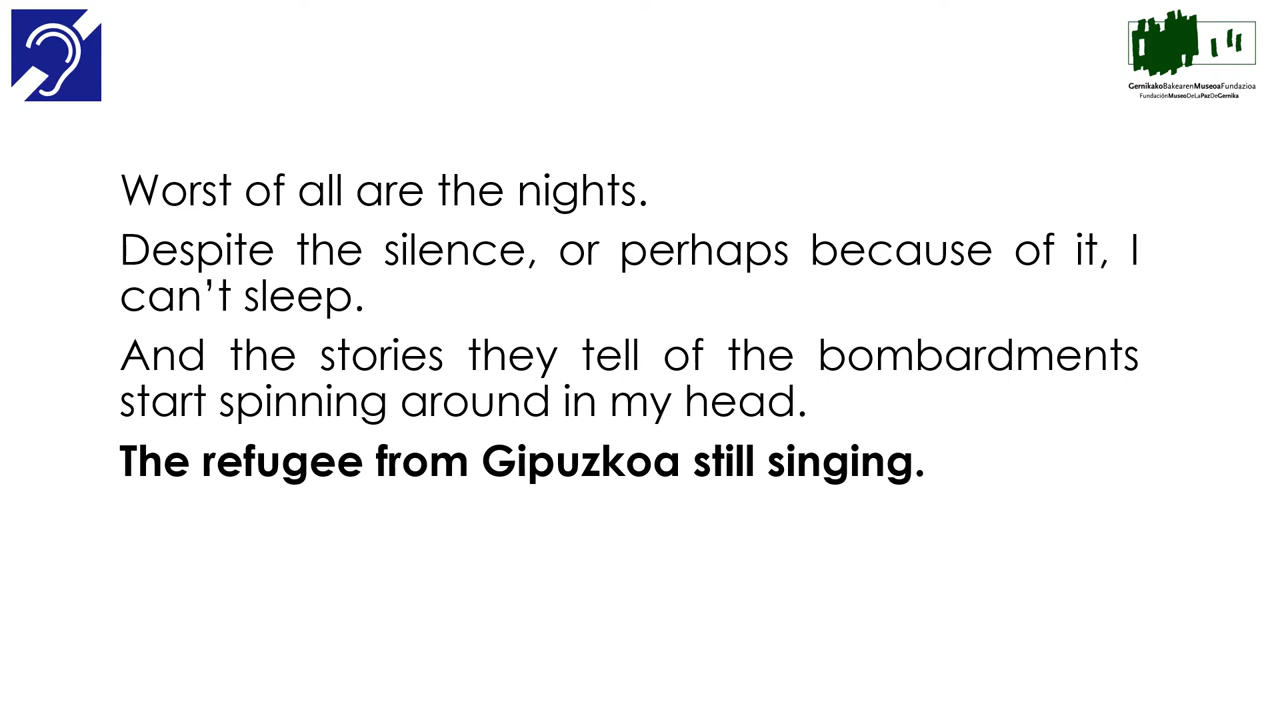 GernikakoBakearenMuseoaFundazioa
FundaciónMuseoDeLaPazDeGernika
Worst of all are the nights.
Despite the silence, or perhaps because of it, I
can’t sleep.
And the stories they tell of the bombardments
start spinning around in my head.
The refugee from Gipuzkoa still singing.